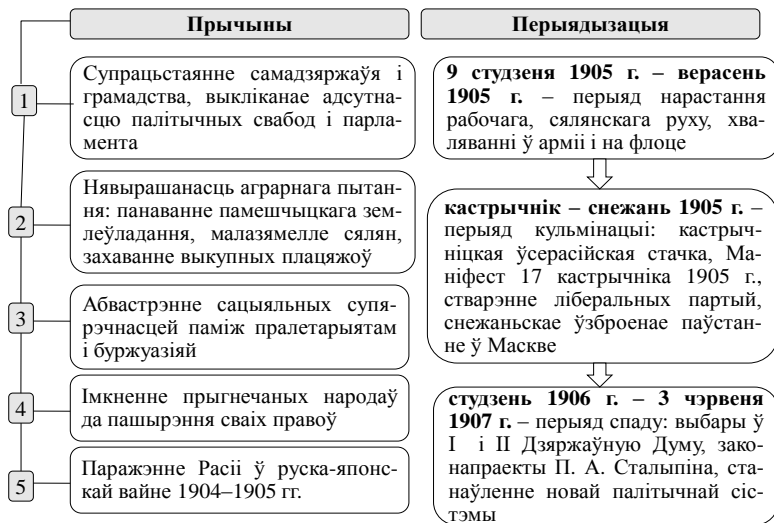 Прычыны
1
Супрацьстаянне самадзяржаўя і
грамадства, выкліканае адсутна-
сцю палітычных свабод і парла-
мента
2
Нявырашанасць аграрнага пытан-
ня: панаванне памешчыцкага зем-
леўладання, малазямелле сялян,
захаванне выкупных плацяжоў
3
Абвастрэнне сацыяльных супя-
рэчнасцей паміж пралетарыятам
і буржуазіяй
4
Імкненне прыгнечаных народаў
да пашырэння сваіх правоў
5
Паражэнне Расіі ў руска-японс-
кай вайне 1904–1905 гг.
Перыядызацыя
9 студзеня 1905 г. – верасень
1905 г. – перыяд нарастання
рабочага, сялянскага руху, хва-
ляванні ў арміі і на флоце
кастрычнік – снежань 1905 г. –
перыяд кульмінацыі: кастрыч-
ніцкая ўсерасійская стачка, Ма-
ніфест 17 кастрычніка 1905 г.,
стварэнне ліберальных партый,
снежаньскае ўзброенае паўстан-
не ў Маскве
студзень 1906 г. – 3 чэрвеня
1907 г. – перыяд спаду: выбары ў
I і II Дзяржаўную Думу, зако-
напраекты П. А. Сталыпіна, ста-
наўленне новай палітычнай сіс-
тэмы